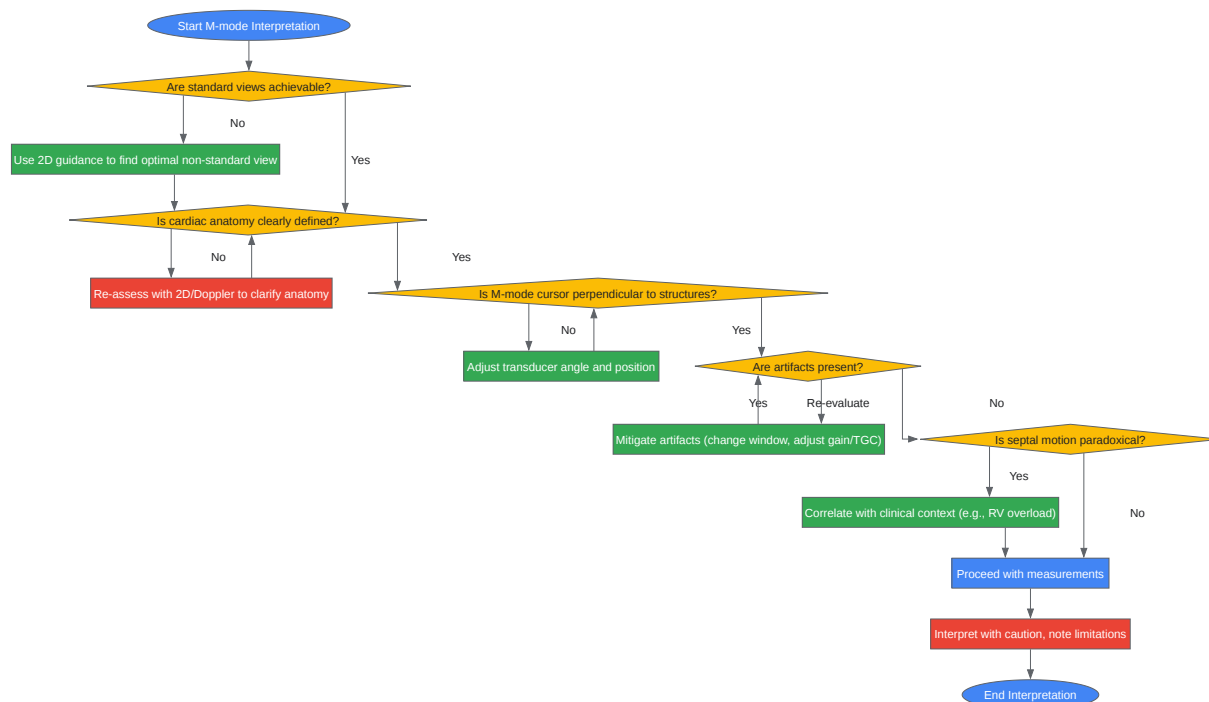 Start M-mode Interpretation
Are standard views achievable?
No
Yes
Use 2D guidance to find optimal non-standard view
Is cardiac anatomy clearly defined?
No
Yes
Re-assess with 2D/Doppler to clarify anatomy
Is M-mode cursor perpendicular to structures?
No
Yes
Adjust transducer angle and position
Are artifacts present?
Yes
Re-evaluate
No
Mitigate artifacts (change window, adjust gain/TGC)
Is septal motion paradoxical?
Yes
No
Correlate with clinical context (e.g., RV overload)
Proceed with measurements
Interpret with caution, note limitations
End Interpretation